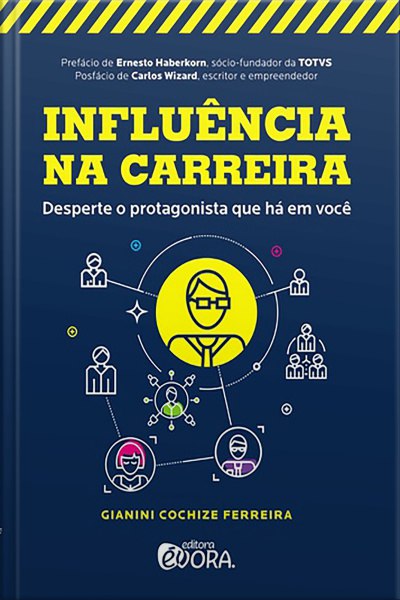 Prefácio de Ernesto Haberkorn, sócio-fundador da TOTVS
Posfácio de Carlos Wizard, escritor e empreendedor
INFLUÊNCIA
NA CARREIRA
Desperte o protagonista que há em você
GIANINI COCHIZE FERREIRA
editora
éVORA.